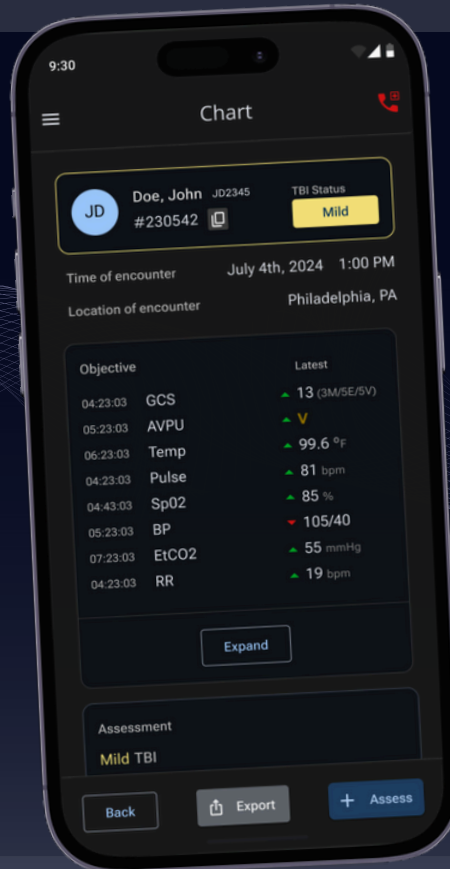 9:30
Chart
Doe, John JD2345
JD
#230542
TBI Status
Mild
Time of encounter July 4th, 2024 1:00 PM
Location of encounter Philadelphia, PA
Objective Latest
04:23:03 GCS 13 (3M/5E/5V)
05:23:03 AVPU V
06:23:03 Temp 99.6 ºF
04:23:03 Pulse 81 bpm
04:43:03 Sp02 85 %
05:23:03 BP 105/40
07:23:03 EtCO2 55 mmHg
04:23:03 RR 19 bpm
Expand
Assessment
Mild TBI
Back Export + Assess